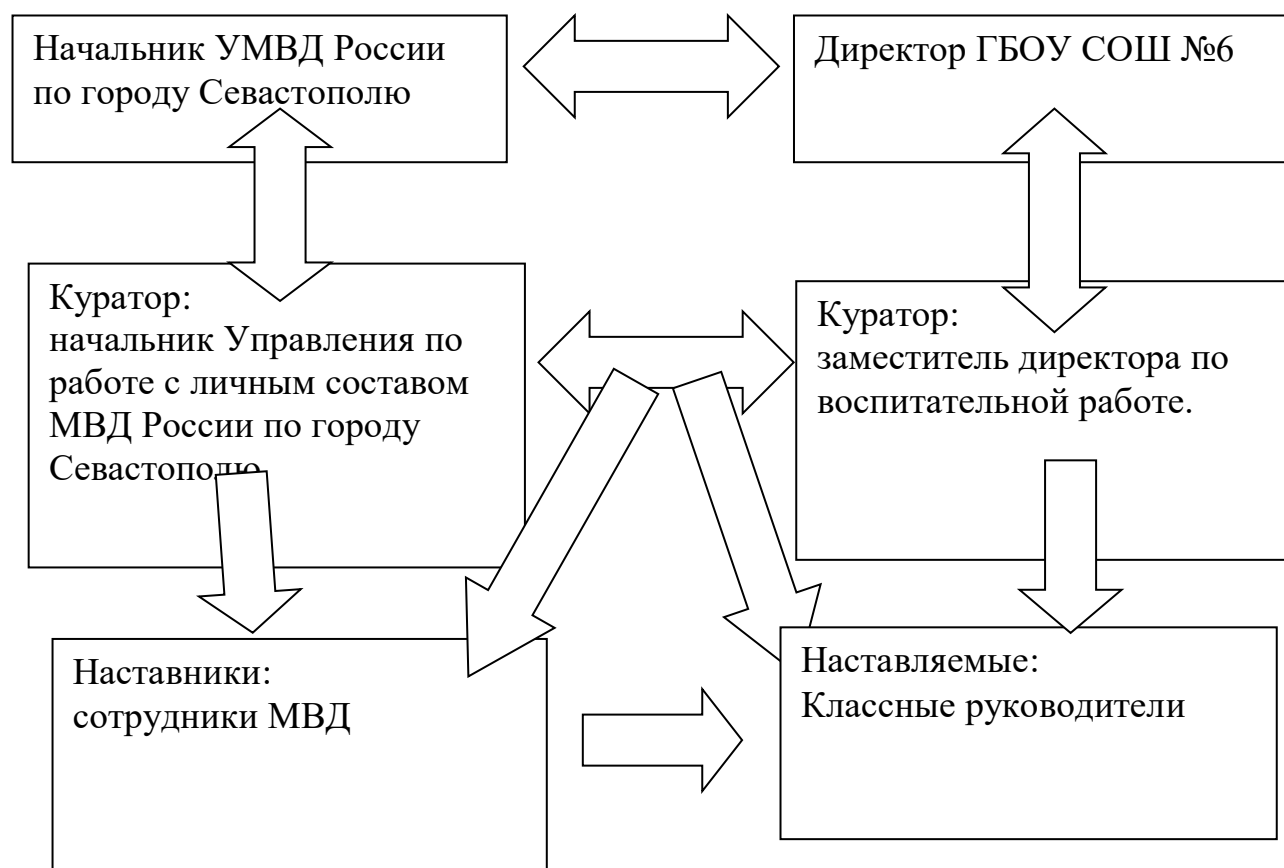 Начальник УМВД России
по городу Севастополю
Директор ГБОУ СОШ №6
Куратор:
начальник Управления по
работе с личным составом
МВД России по городу
Севастополю
Куратор:
заместитель директора по
воспитательной работе.
Наставники:
сотрудники МВД
Наставляемые:
Классные руководители